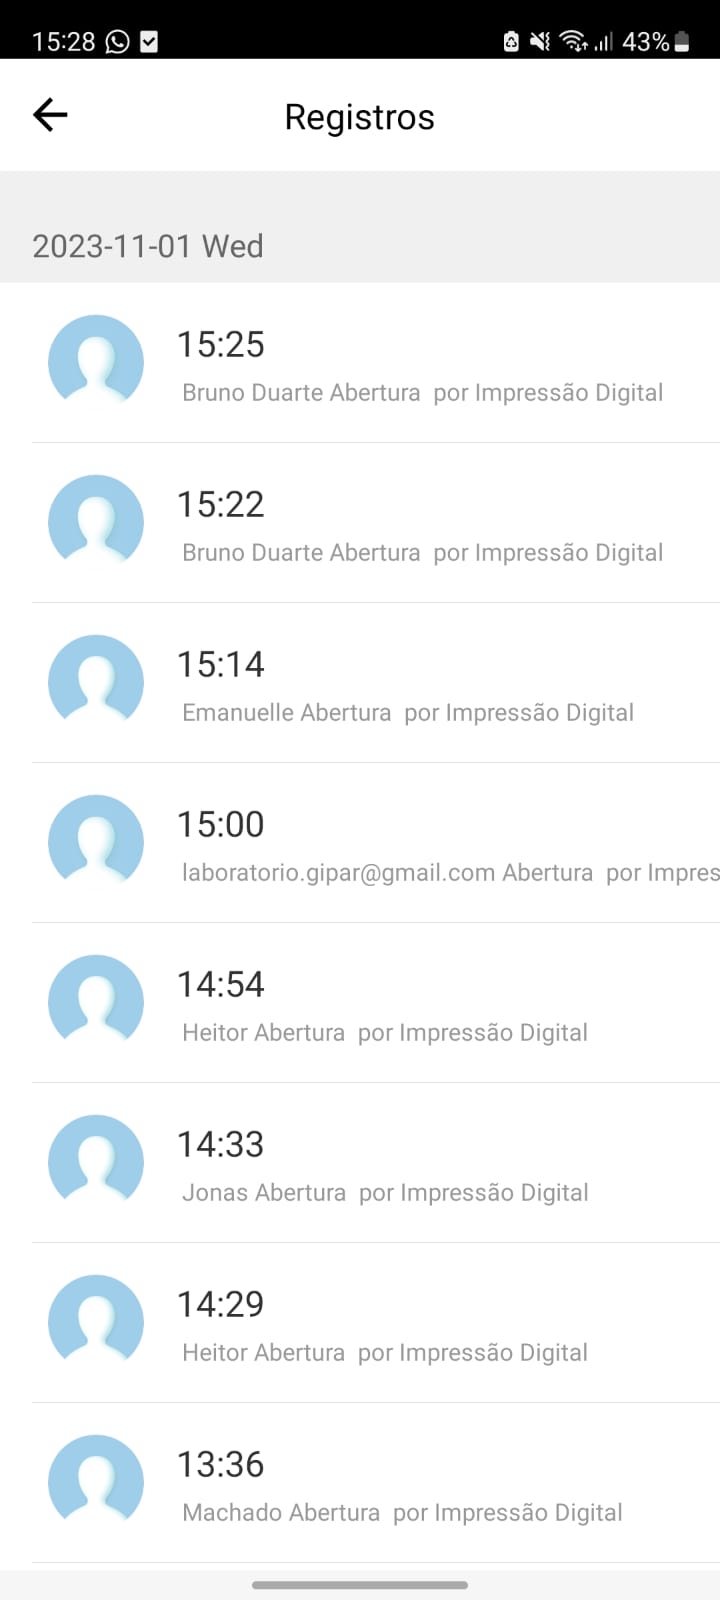 15:28 43%
Registros
2023-11-01 Wed
15:25
Bruno Duarte Abertura  por Impressão Digital
15:22
Bruno Duarte Abertura  por Impressão Digital
15:14
Emanuelle Abertura  por Impressão Digital
15:00
laboratorio.gipar@gmail.com Abertura  por Impres
14:54
Heitor Abertura  por Impressão Digital
14:33
Jonas Abertura  por Impressão Digital
14:29
Heitor Abertura  por Impressão Digital
13:36
Machado Abertura  por Impressão Digital